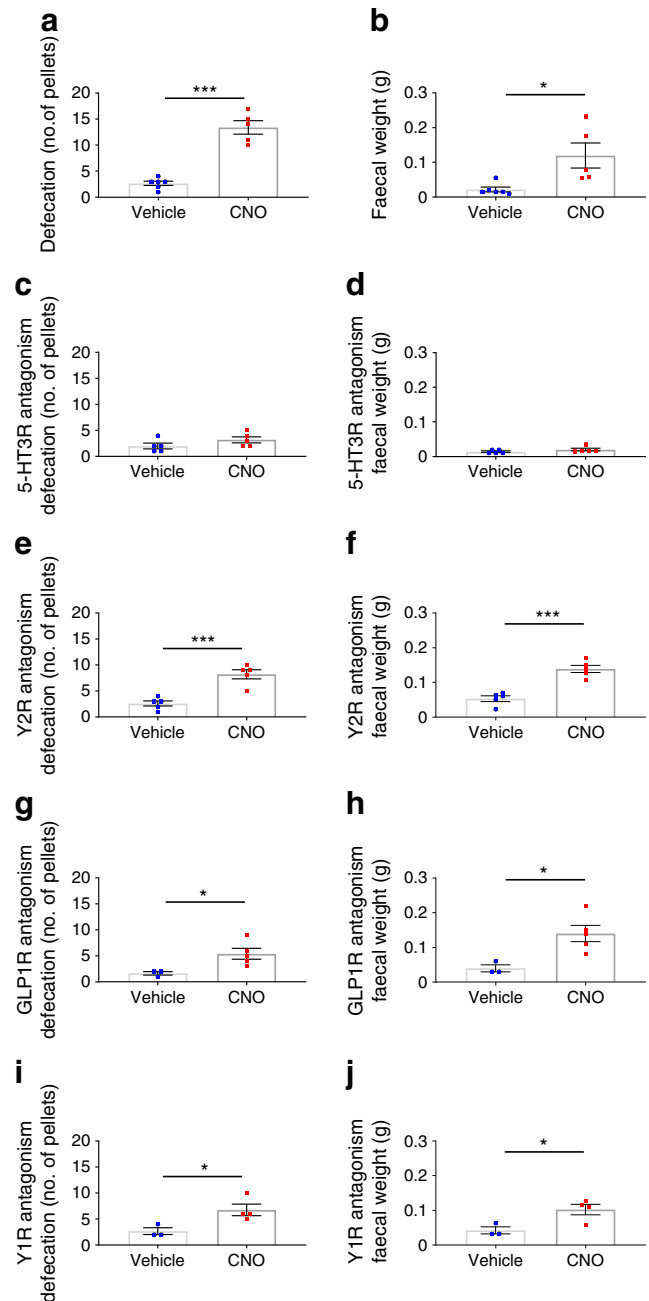 a
Defecation (no.of pellets)
20
15
10
5
0
***
Vehicle
CNO
b
Faecal weight (g)
0.3
0.2
0.1
0
*
Vehicle
CNO
c
5-HT3R antagonism
defecation (no. of pellets)
20
15
10
5
0
Vehicle
CNO
d
5-HT3R antagonism
faecal weight (g)
0.3
0.2
0.1
0
Vehicle
CNO
e
Y2R antagonism
defecation (no. of pellets)
20
15
10
5
0
***
Vehicle
CNO
f
Y2R antagonism
faecal weight (g)
0.3
0.2
0.1
0
***
Vehicle
CNO
g
GLP1R antagonism
defecation (no. of pellets)
20
15
10
5
0
*
Vehicle
CNO
h
GLP1R antagonism
faecal weight (g)
0.3
0.2
0.1
0
*
Vehicle
CNO
i
Y1R antagonism
defecation (no. of pellets)
20
15
10
5
0
*
Vehicle
CNO
j
Y1R antagonism
faecal weight (g)
0.3
0.2
0.1
0
*
Vehicle
CNO